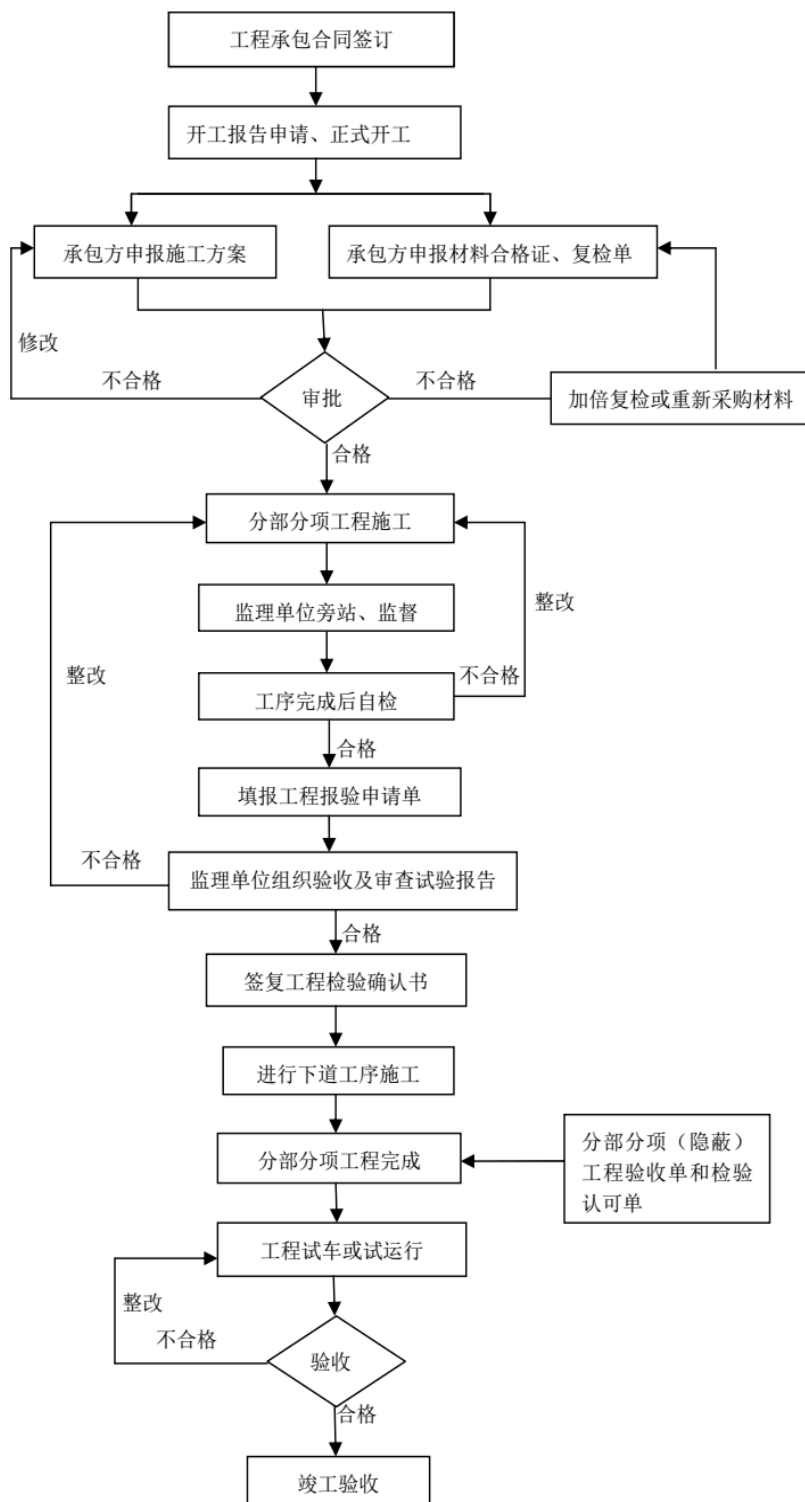 工程承包合同签订
开工报告申请、正式开工
承包方申报施工方案
承包方申报材料合格证、复检单
修改
不合格
审批
不合格
加倍复检或重新采购材料
合格
分部分项工程施工
监理单位旁站、监督
整改
整改
不合格
工序完成后自检
合格
填报工程报验申请单
不合格
监理单位组织验收及审查试验报告
合格
签复工程检验确认书
进行下道工序施工
分部分项工程完成
分部分项（隐蔽）
工程验收单和检验
认可单
工程试车或试运行
整改
不合格
验收
合格
竣工验收